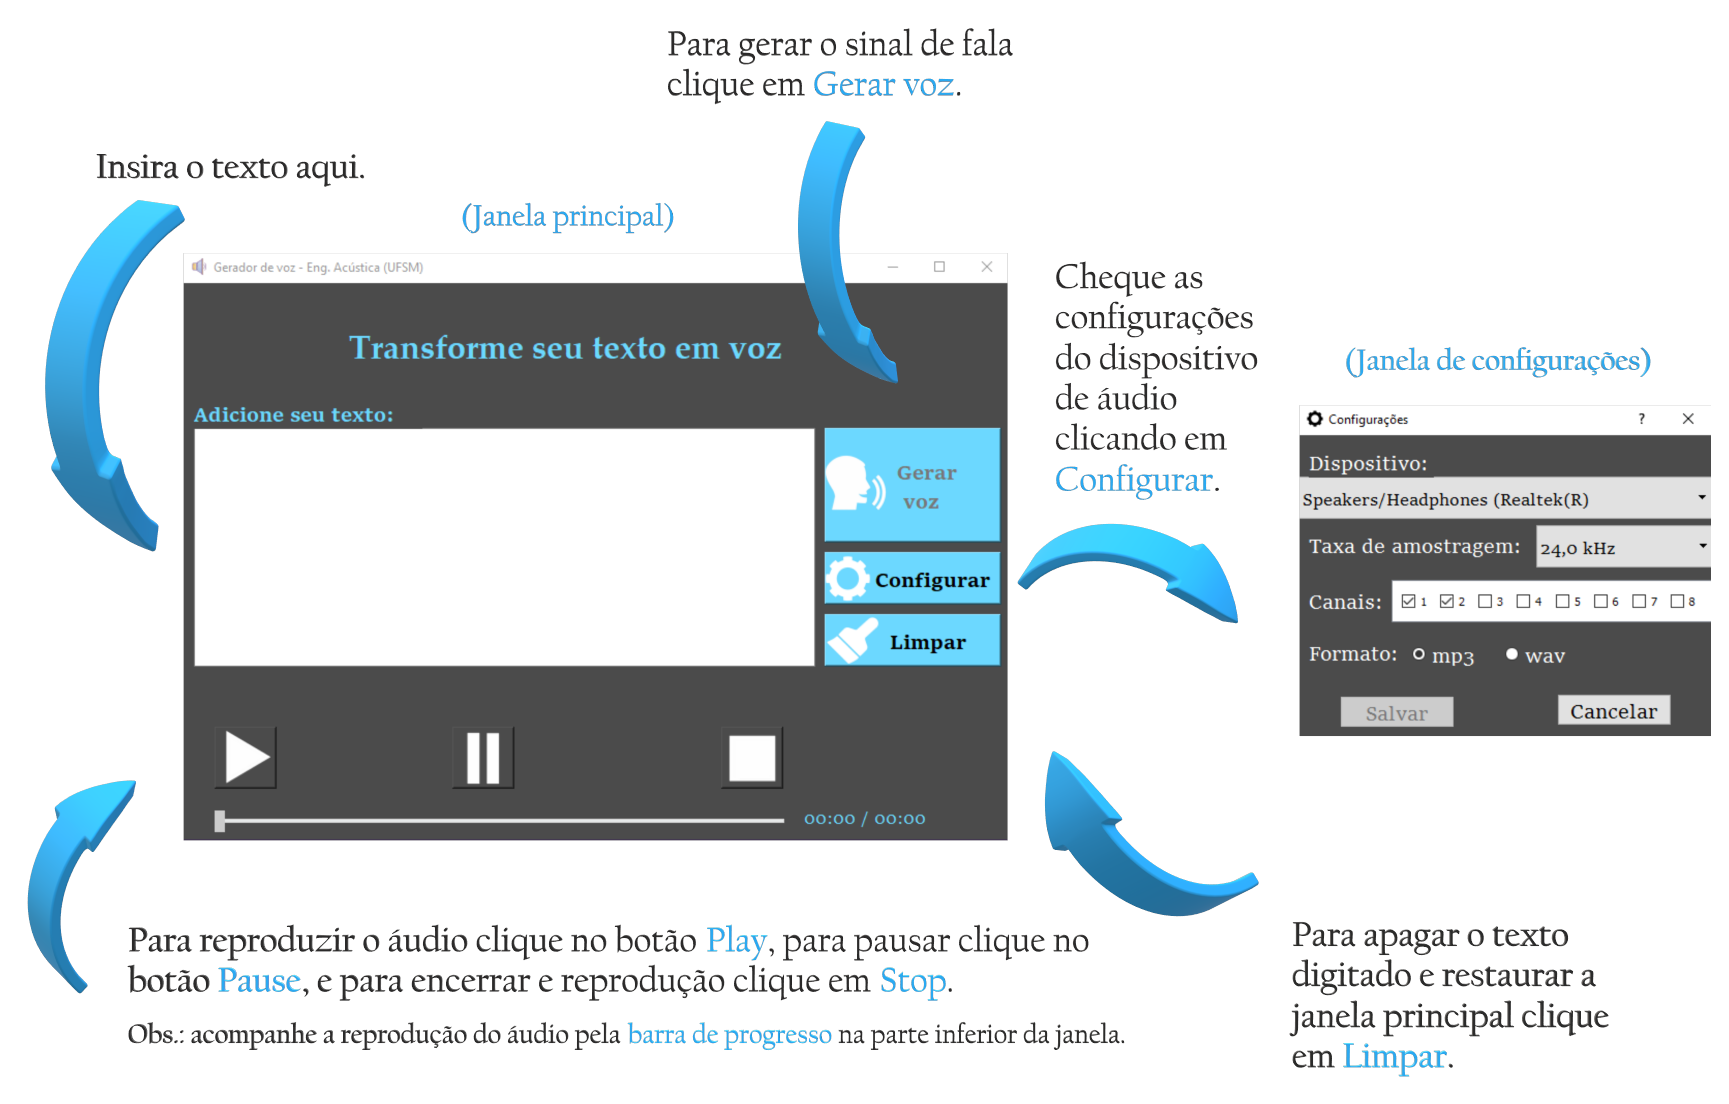 Para gerar o sinal de fala
clique em Gerar voz.
Insira o texto aqui.
(Janela principal)
Gerador de voz - Eng. Acústica (UFSM)
Transforme seu texto em voz
Adicione seu texto:
Gerar
voz
Configurar
Limpar
00:00 / 00:00
Cheque as
configurações
do dispositivo
de áudio
clicando em
Configurar.
(Janela de configurações)
Configurações
?
Dispositivo:
Speakers/Headphones (Realtek(R)
Taxa de amostragem: 24,0 kHz
Canais: 1 2 3 4 5 6 7 8
Formato: mp3 wav
Salvar Cancelar
Para reproduzir o áudio clique no botão Play, para pausar clique no
botão Pause, e para encerrar e reprodução clique em Stop.
Obs.: acompanhe a reprodução do áudio pela barra de progresso na parte inferior da janela.
Para apagar o texto
digitado e restaurar a
janela principal clique
em Limpar.